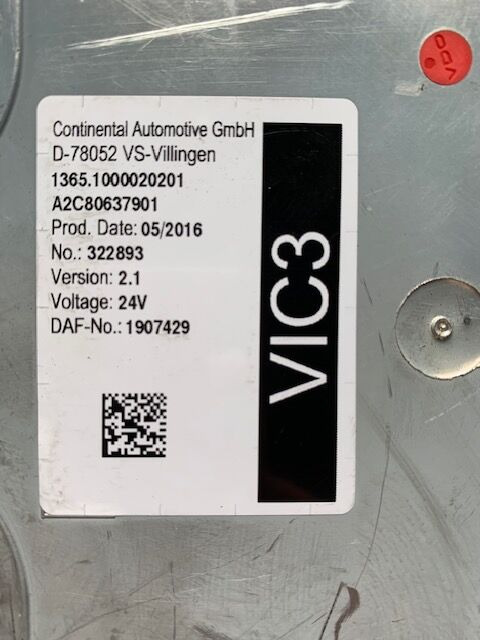 Continental Automotive GmbH
D-78052 VS-Villingen
1365.1000020201
A2C80637901
Prod. Date: 05/2016
No.: 322893
Version: 2.1
Voltage: 24V
DAF-No.: 1907429
VIC3
VDO